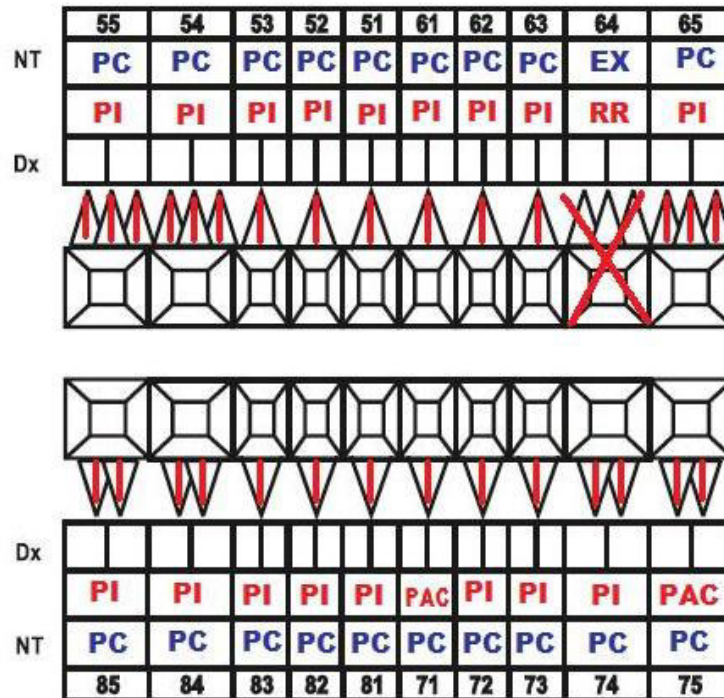 55 54 53 52 51 61 62 63 64 65
NT PC PC PC PC PC PC PC PC EX PC
PI PI PI PI PI PI PI PI RR PI
Dx
Dx
PI PI PI PI PI PAC PI PI PI PAC
NT PC PC PC PC PC PC PC PC PC PC
85 84 83 82 81 71 72 73 74 75